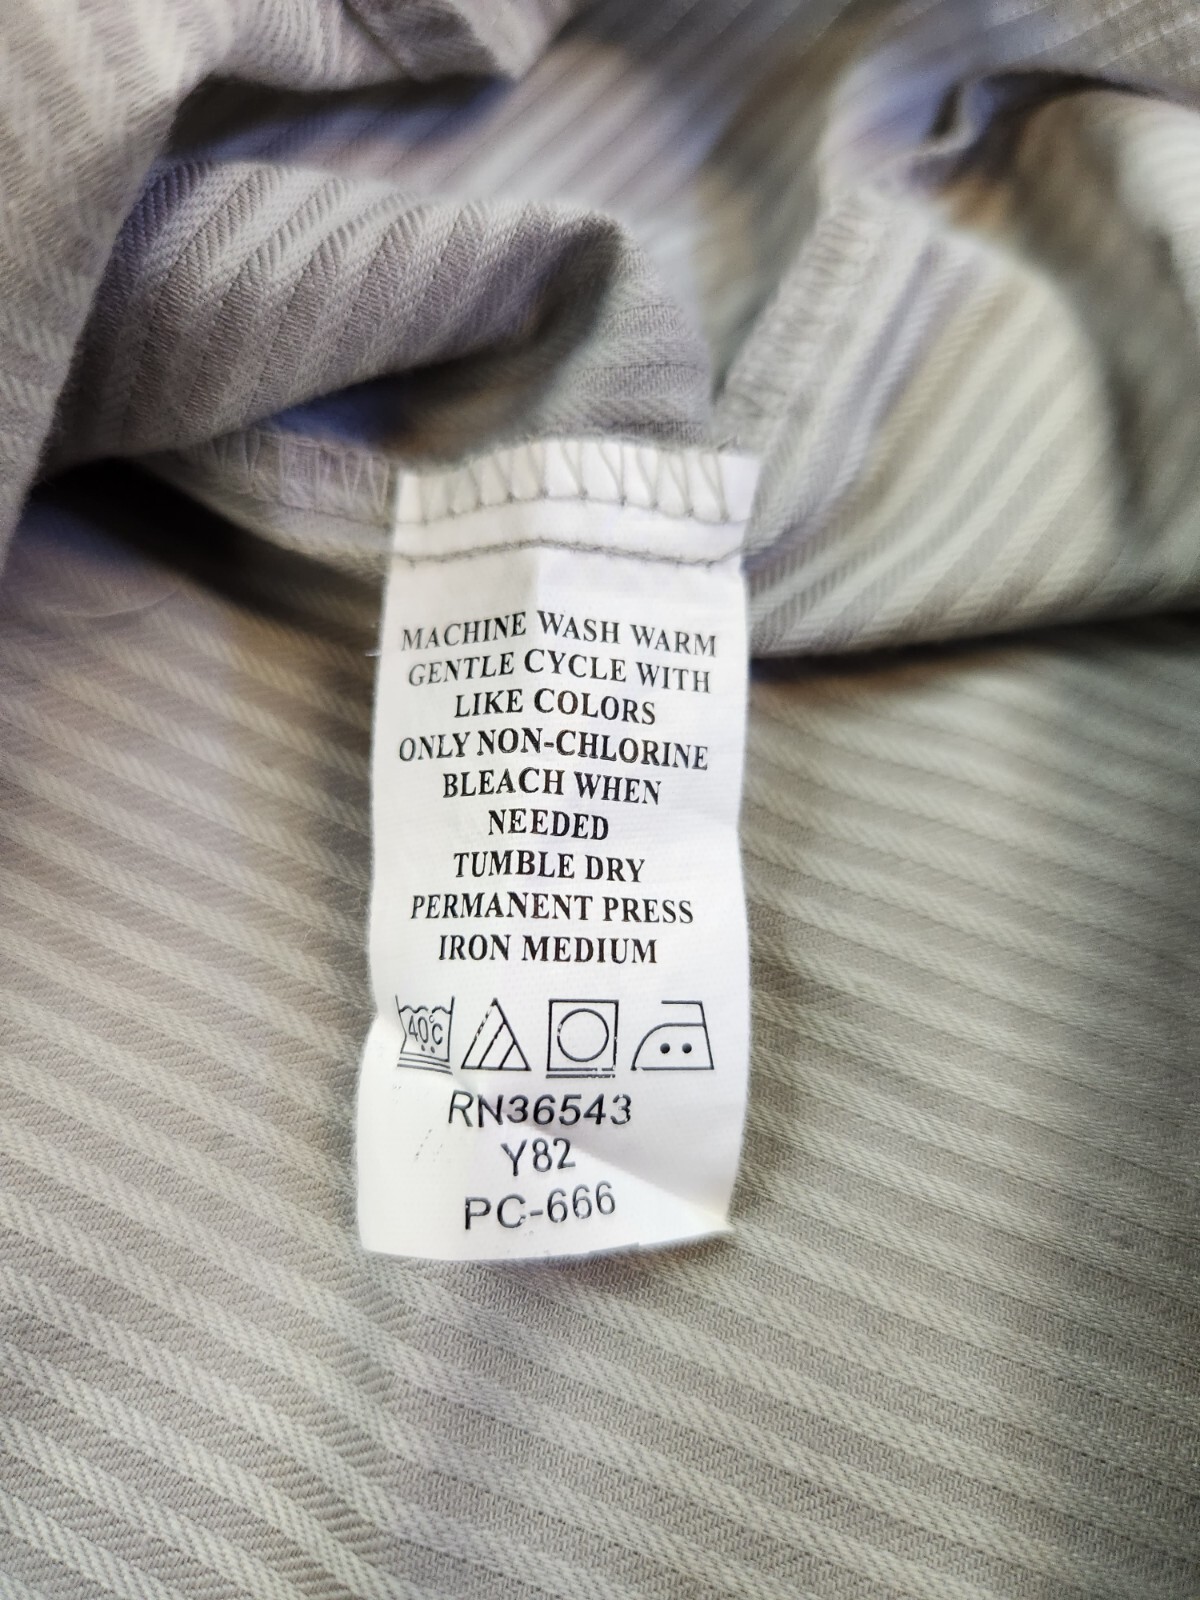 MACHINE WASH WARM
GENTLE CYCLE WITH
LIKE COLORS
ONLY NON-CHLORINE
BLEACH WHEN
NEEDED
TUMBLE DRY
PERMANENT PRESS
IRON MEDIUM
40°C
RN36543
Y82
PC-666